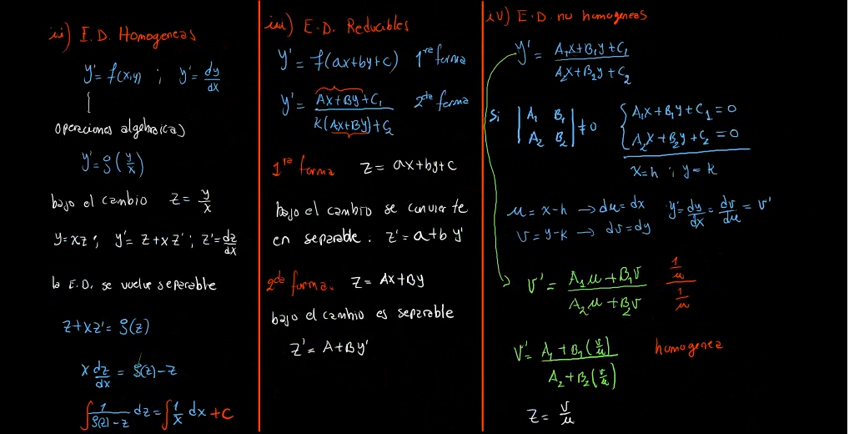 ii) E.D. Homogeneas
y' = f(x,y) ; y' = dy/dx
operaciones algebraica)
y' = ρ(y/x)
bajo el cambio z = y/x
y = xz ; y' = z + xz' ; z' = dz/dx
la E.D. se vuelve separable
z + xz' = ρ(z)
x dz/dx = ρ(z) - z
∫ 1/(ρ(z) - z) dz = ∫ 1/x dx + C
iii) E.D. Reducibles
y' = f(ax+by+c) 1ra forma
y' = (Ax+By+C₁)/(K(Ax+By)+C₂) 2da forma
1ra forma z = ax+by+c
bajo el cambio se convierte
en separable : z' = a+b y'
2da forma. z = Ax+By
bajo el cambio es separable
z' = A+By'
iv) E.D. no homogeneas
y' = (A₁x+B₁y+C₁)/(A₂x+B₂y+C₂)
Si |A₁ B₁; A₂ B₂| ≠ 0 { A₁x+B₁y+C₁ = 0
A₂x+B₂y+C₂ = 0
x=h ; y=k
u = x-h → du = dx y' = dy/dx = dv/du = v'
v = y-k → dv = dy
v' = (A₁u+B₁v)/(A₂u+B₂v) (1/u)/(1/u)
v' = (A₁+B₁(v/u))/(A₂+B₂(v/u)) homogenea
z = v/u